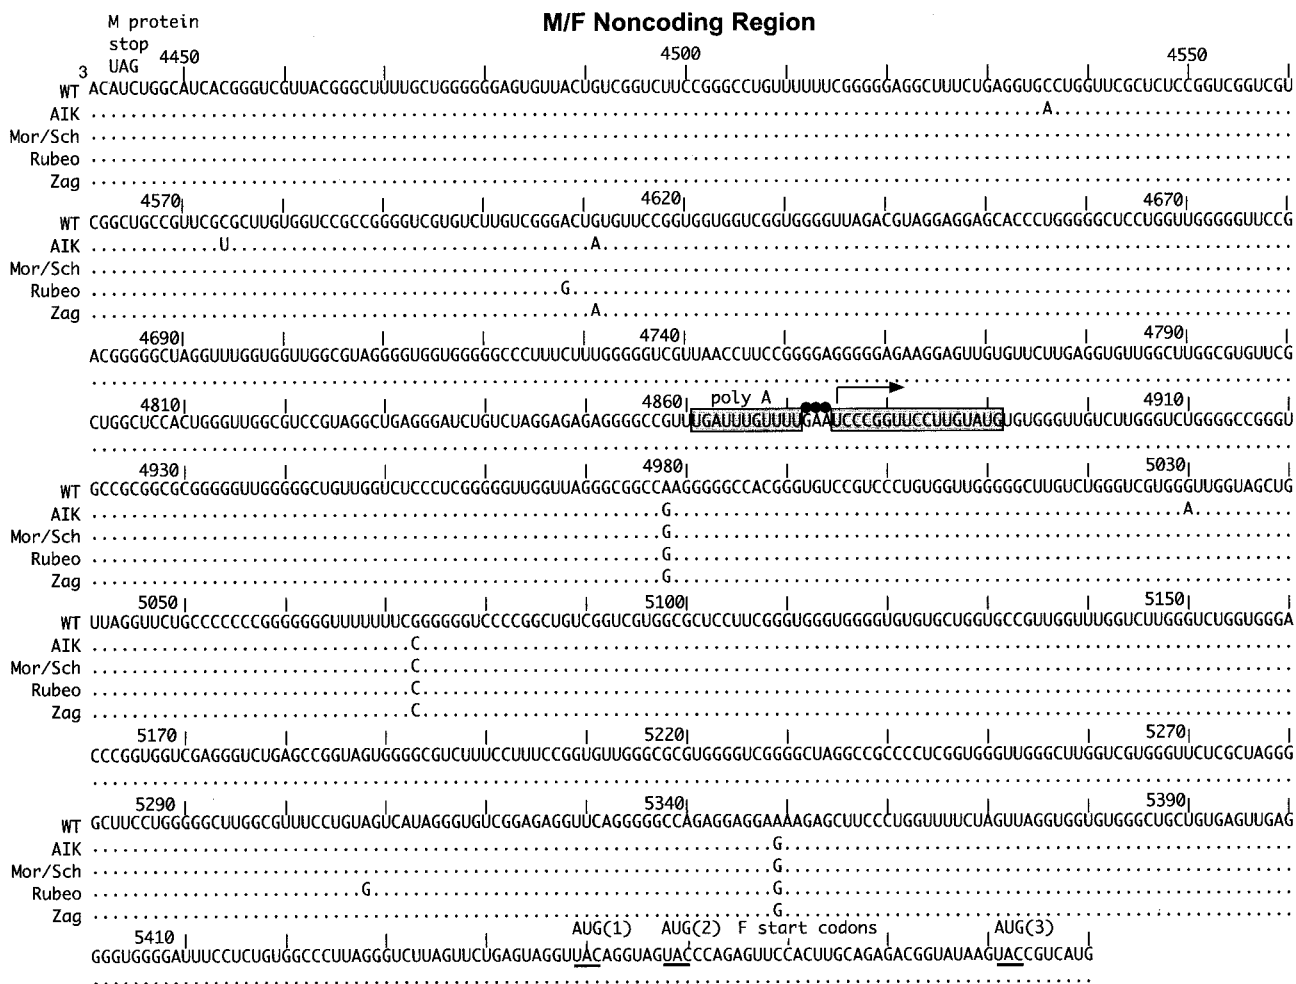 M/F Noncoding Region
M protein
stop
UAG
3 4450 4500 4550
WT ACAUCUGGCAUCACGGGUCGUUACGGGCUUUUGCUGGGGGGAGUGUUACUGUCGGUCUUCCGGGCCUGUUUUUUCGGGGGAGGCUUUCUGAGGUGCCUGGUUCGCUCUCCGGUCGGUCGU
AIK A
Mor/Sch
Rubeo
Zag
4570 4620 4670
WT CGGCUGCCGUUCGCGCUUGUGGUCCGCCGGGGUCGUGUCUUGUCGGGACUGUGUUCCGGUGGUGGUCGGUGGGGUUAGACGUAGGAGGAGCACCCUGGGGGCUCCUGGUUGGGGGUUCCG
AIK U A
Mor/Sch
Rubeo G
Zag A
4690 4740 4790
ACGGGGGCUAGGUUUGGUGGUUGGCGUAGGGGUGGUGGGGGCCCUUUCUUUGGGGGUCGUUAACCUUCCGGGGAGGGGGAGAAGGAGUUGUGUUCUUGAGGUGUUGGCUUGGCGUGUUCG
4810 4860 poly A 4910
CUGGCUCCACUGGGUUGGCGUCCGUAGGCUGAGGGAUCUGUCUAGGAGAGAGGGGCCGUUUGAUUUGUUUUGAAUCCCGGUUCCUUGUAUGUGUGGGUUGUCUUGGGUCUGGGGCCGGGU
4930 4980 5030
WT GCCGCGGCGCGGGGGUUGGGGGCUGUUGGUCUCCCUCGGGGGUUGGUUAGGGCGGCCAAGGGGGCCACGGGUGUCCGUCCCUGUGGUUGGGGGCUUGUCUGGGUCGUGGGUUGGUAGCUG
AIK G A
Mor/Sch G
Rubeo G
Zag G
5050 5100 5150
WT UUAGGUUCUGCCCCCCCGGGGGGGUUUUUUUCGGGGGGUCCCCGGCUGUCGGUCGUGGCGCUCCUUCGGGUGGGUGGGGUGUGUGCUGGUGCCGUUGGUUUGGUCUUGGGUCUGGUGGGA
AIK C
Mor/Sch C
Rubeo C
Zag C
5170 5220 5270
CCCGGUGGUCGAGGGUCUGAGCCGGUAGUGGGGCGUCUUUCCUUUCCGGUGUUGGGCGCGUGGGGUCGGGGCUAGGCCGCCCCUCGGUGGGUUGGGCUUGGUCGUGGGUUCUCGCUAGGG
5290 5340 5390
WT GCUUCCUGGGGGCUUGGCGUUUCCUGUAGUCAUAGGGUGUCGGAGAGGUUCAGGGGGCCAGAGGAGGAAAAGAGCUUCCCUGGUUUUCUAGUUAGGUGGUGUGGGCUGCUGUGAGUUGAG
AIK G
Mor/Sch G
Rubeo G G
Zag G
5410 AUG(1) AUG(2) F start codons AUG(3)
GGGUGGGGAUUUCCUCUGUGGCCCUUAGGGUCUUAGUUCUGAGUAGGUUACAGGUAGUACCCAGAGUUCCACUUGCAGAGACGGUAUAAGUACCGUCAUG